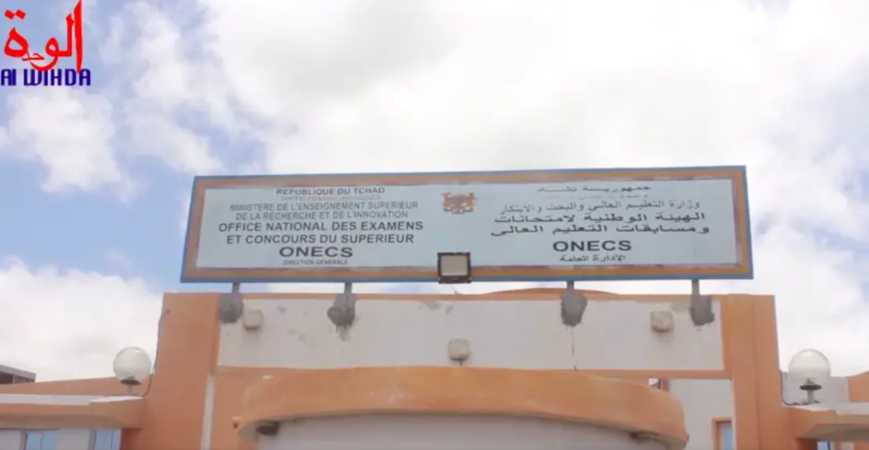 الوحدة
Al WIHDA
REPUBLIQUE DU TCHAD
MINISTERE DE L'ENSEIGNEMENT SUPERIEUR
DE LA RECHERCHE ET DE L'INNOVATION
OFFICE NATIONAL DES EXAMENS
ET CONCOURS DU SUPERIEUR
ONECS
DIRECTION GENERALE
جمهورية تشاد
وزارة التعليم العالى والبحث والابتكار
الهيئة الوطنية لامتحانات
ومسابقات التعليم العالى
ONECS
الإدارة العامة